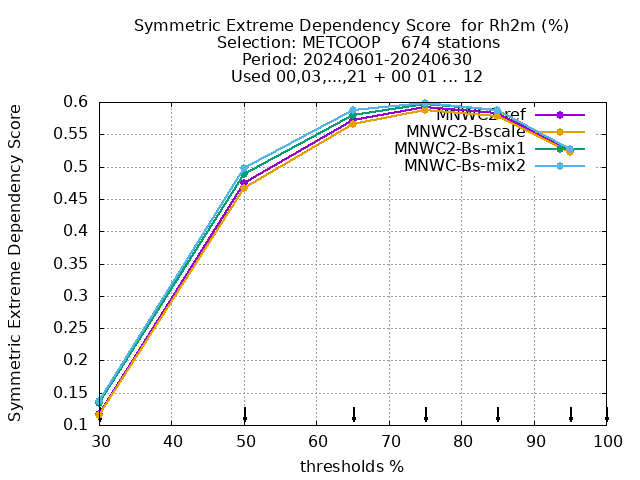 Symmetric Extreme Dependency Score  for Rh2m (%)
Selection: METCOOP    674 stations
Period: 20240601-20240630
Used 00,03,...,21 + 00 01 ... 12
Symmetric Extreme Dependency Score
0.6
0.55
0.5
0.45
0.4
0.35
0.3
0.25
0.2
0.15
0.1
MNWC2-ref
MNWC2-Bscale
MNWC2-Bs-mix1
MNWC-Bs-mix2
30 40 50 60 70 80 90 100
thresholds %